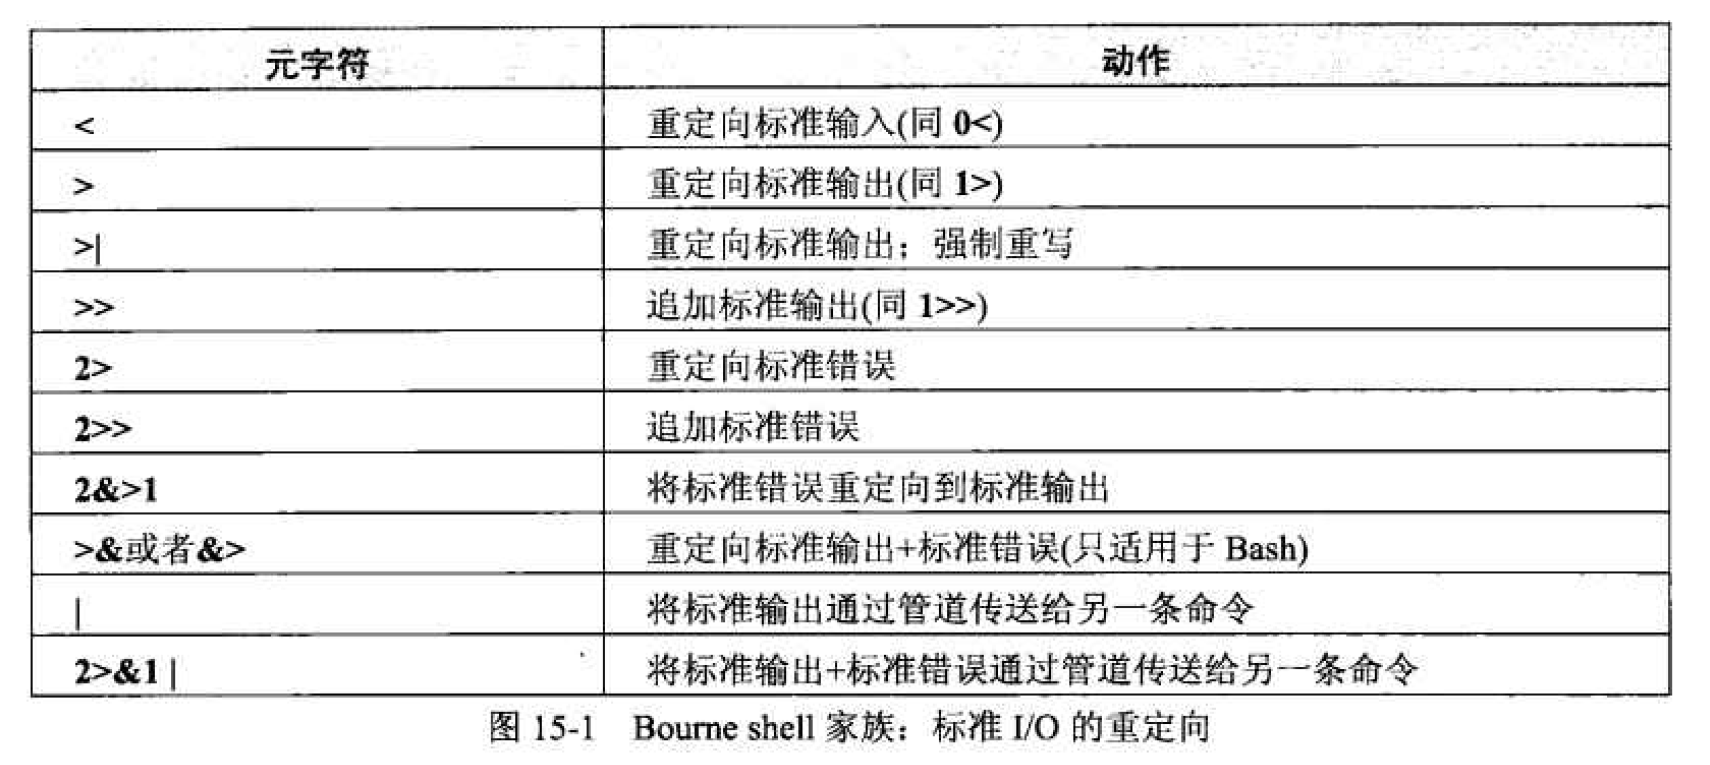 元字符 动作
< 重定向标准输入(同 0<)
> 重定向标准输出(同 1>)
>| 重定向标准输出；强制重写
>> 追加标准输出(同 1>>)
2> 重定向标准错误
2>> 追加标准错误
2&>1 将标准错误重定向到标准输出
>&或者&> 重定向标准输出+标准错误(只适用于 Bash)
| 将标准输出通过管道传送给另一条命令
2>&1 | 将标准输出+标准错误通过管道传送给另一条命令
图 15-1 Bourne shell 家族：标准 I/O 的重定向